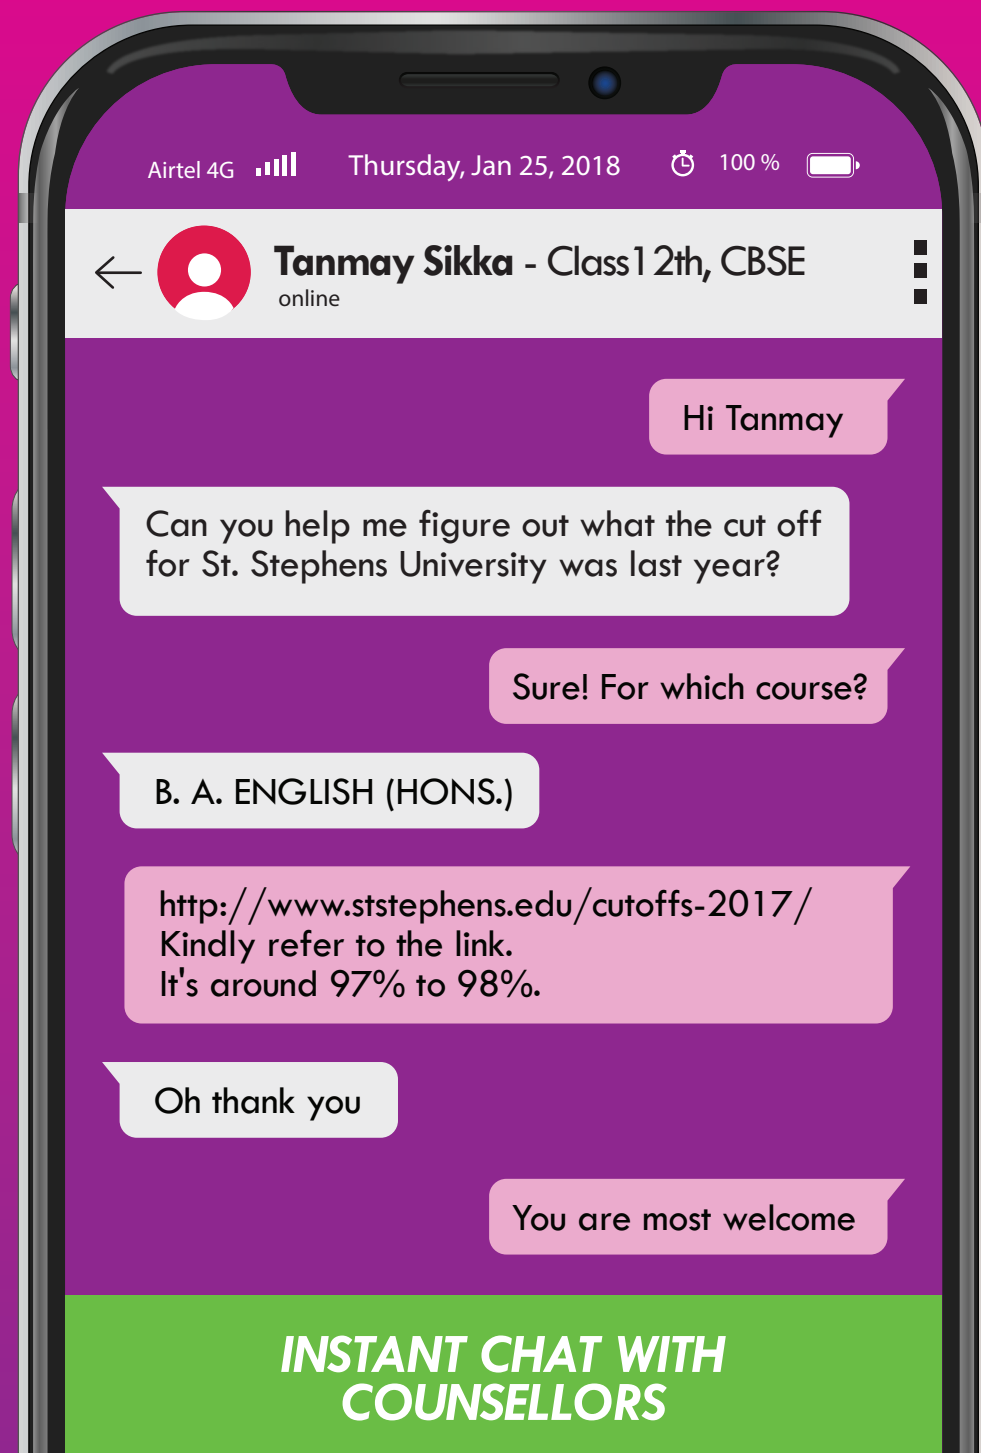 Airtel 4G Thursday, Jan 25, 2018 100 %
Tanmay Sikka - Class12th, CBSE
online
Hi Tanmay
Can you help me figure out what the cut off
for St. Stephens University was last year?
Sure! For which course?
B. A. ENGLISH (HONS.)
http://www.ststephens.edu/cutoffs-2017/
Kindly refer to the link.
It's around 97% to 98%.
Oh thank you
You are most welcome
INSTANT CHAT WITH
COUNSELLORS